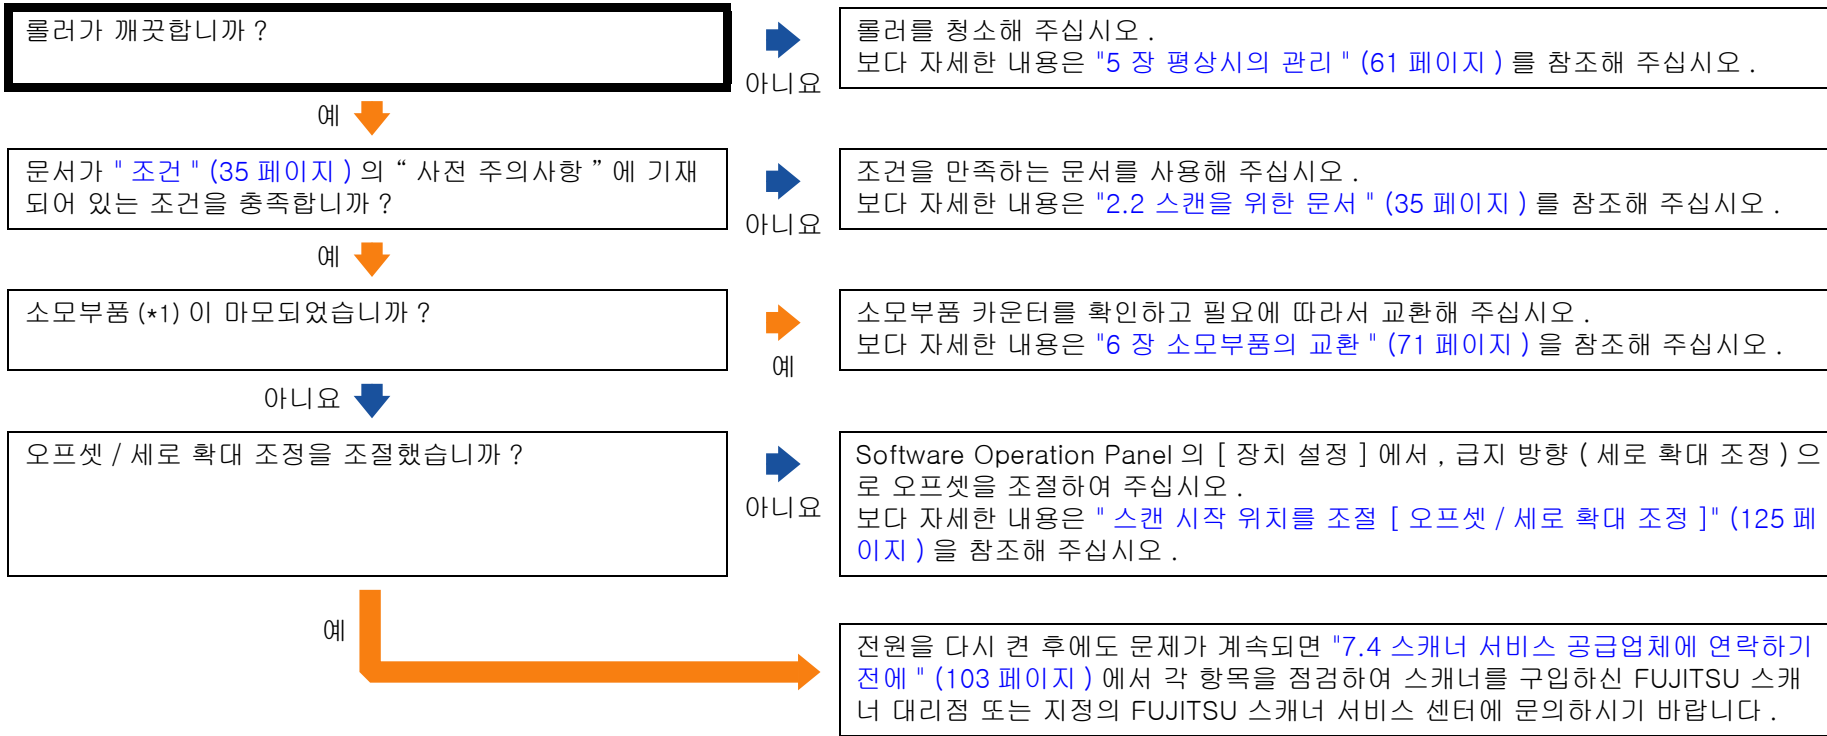 롤러가 깨끗합니까 ?
아니요
롤러를 청소해 주십시오 .
보다 자세한 내용은 "5 장 평상시의 관리 " (61 페이지 ) 를 참조해 주십시오 .
예
문서가 " 조건 " (35 페이지 ) 의 “ 사전 주의사항 ” 에 기재
되어 있는 조건을 충족합니까 ?
아니요
조건을 만족하는 문서를 사용해 주십시오 .
보다 자세한 내용은 "2.2 스캔을 위한 문서 " (35 페이지 ) 를 참조해 주십시오 .
예
소모부품 (*1) 이 마모되었습니까 ?
예
소모부품 카운터를 확인하고 필요에 따라서 교환해 주십시오 .
보다 자세한 내용은 "6 장 소모부품의 교환 " (71 페이지 ) 을 참조해 주십시오 .
아니요
오프셋 / 세로 확대 조정을 조절했습니까 ?
아니요
Software Operation Panel 의 [ 장치 설정 ] 에서 , 급지 방향 ( 세로 확대 조정 ) 으
로 오프셋을 조절하여 주십시오 .
보다 자세한 내용은 " 스캔 시작 위치를 조절 [ 오프셋 / 세로 확대 조정 ]" (125 페
이지 ) 을 참조해 주십시오 .
예
전원을 다시 켠 후에도 문제가 계속되면 "7.4 스캐너 서비스 공급업체에 연락하기
전에 " (103 페이지 ) 에서 각 항목을 점검하여 스캐너를 구입하신 FUJITSU 스캐
너 대리점 또는 지정의 FUJITSU 스캐너 서비스 센터에 문의하시기 바랍니다 .